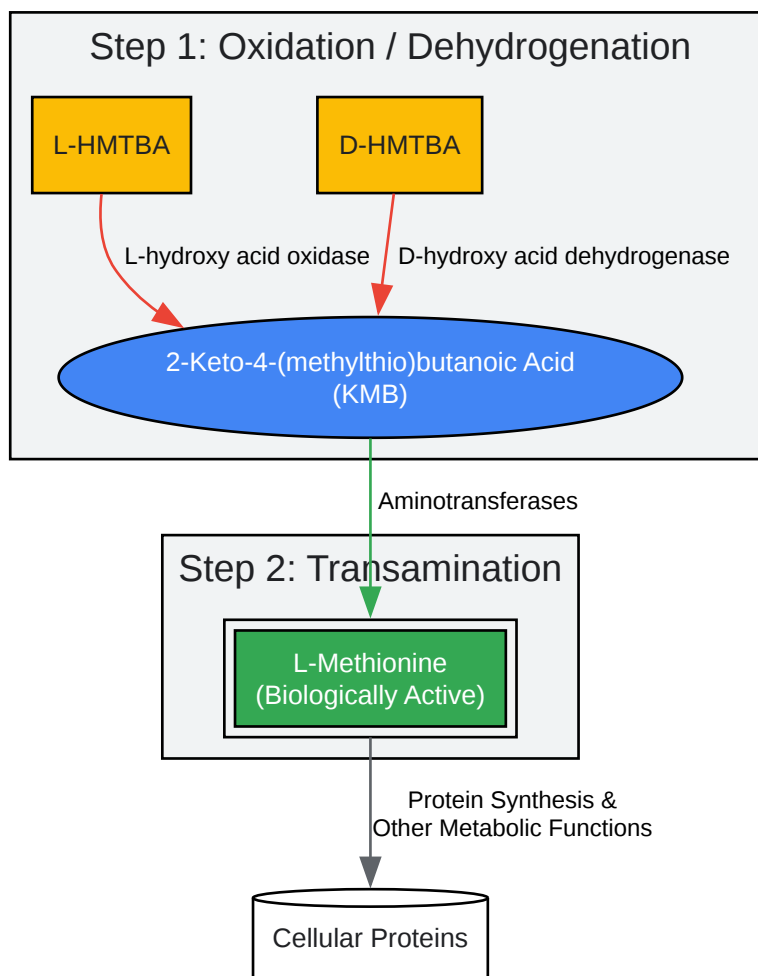 Step 1: Oxidation / Dehydrogenation
L-HMTBA
D-HMTBA
L-hydroxy acid oxidase
D-hydroxy acid dehydrogenase
2-Keto-4-(methylthio)butanoic Acid
(KMB)
Aminotransferases
Step 2: Transamination
L-Methionine
(Biologically Active)
Protein Synthesis &
Other Metabolic Functions
Cellular Proteins